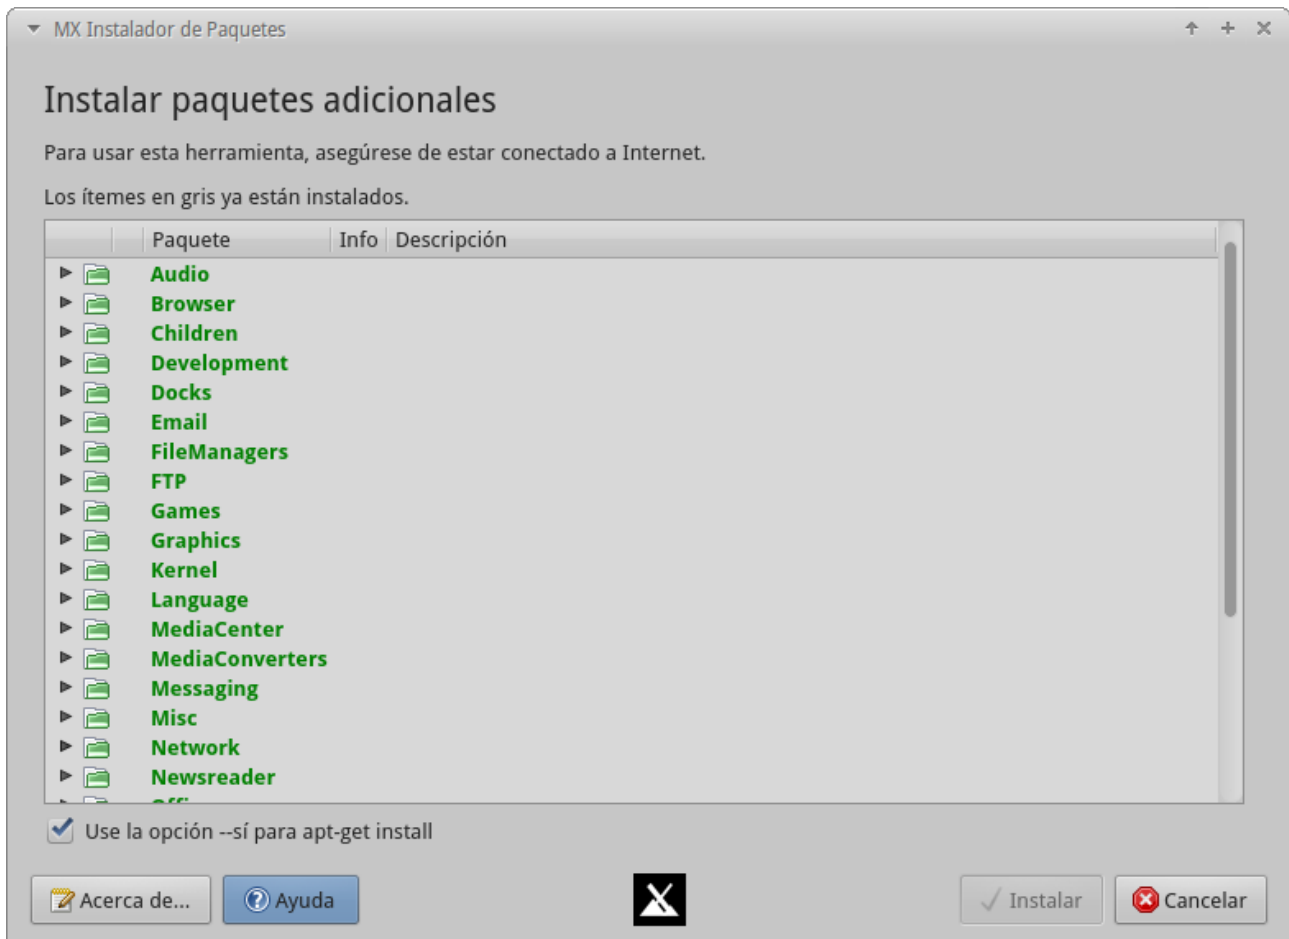 MX Instalador de Paquetes
Instalar paquetes adicionales
Para usar esta herramienta, asegúrese de estar conectado a Internet.
Los ítemes en gris ya están instalados.
Paquete Info Descripción
Audio
Browser
Children
Development
Docks
Email
FileManagers
FTP
Games
Graphics
Kernel
Language
MediaCenter
MediaConverters
Messaging
Misc
Network
Newsreader
Use la opción --sí para apt-get install
Acerca de... Ayuda Instalar Cancelar